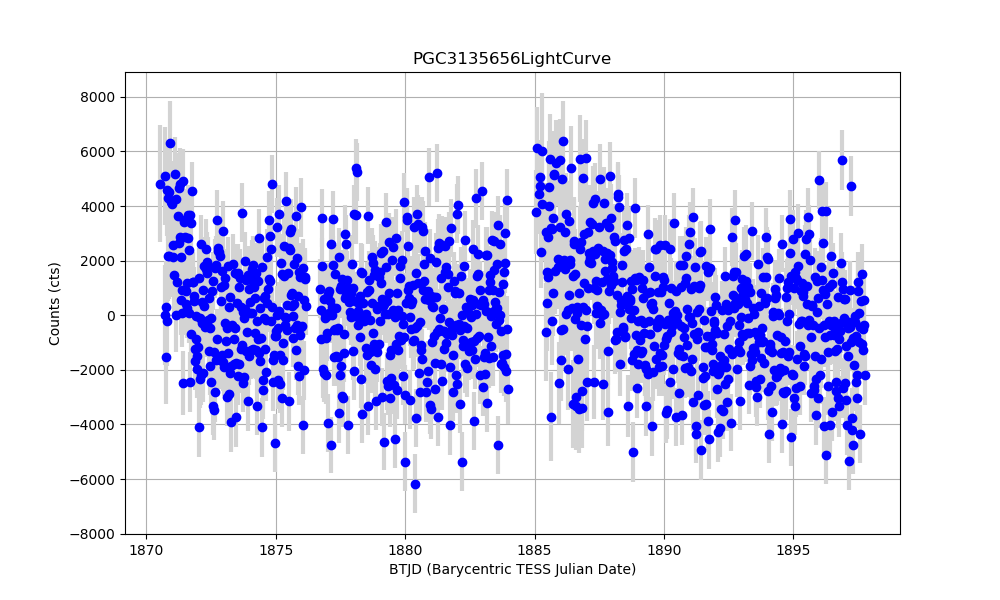 PGC3135656LightCurve
8000
6000
4000
2000
0
−2000
−4000
−6000
−8000
Counts (cts)
1870 1875 1880 1885 1890 1895
BTJD (Barycentric TESS Julian Date)